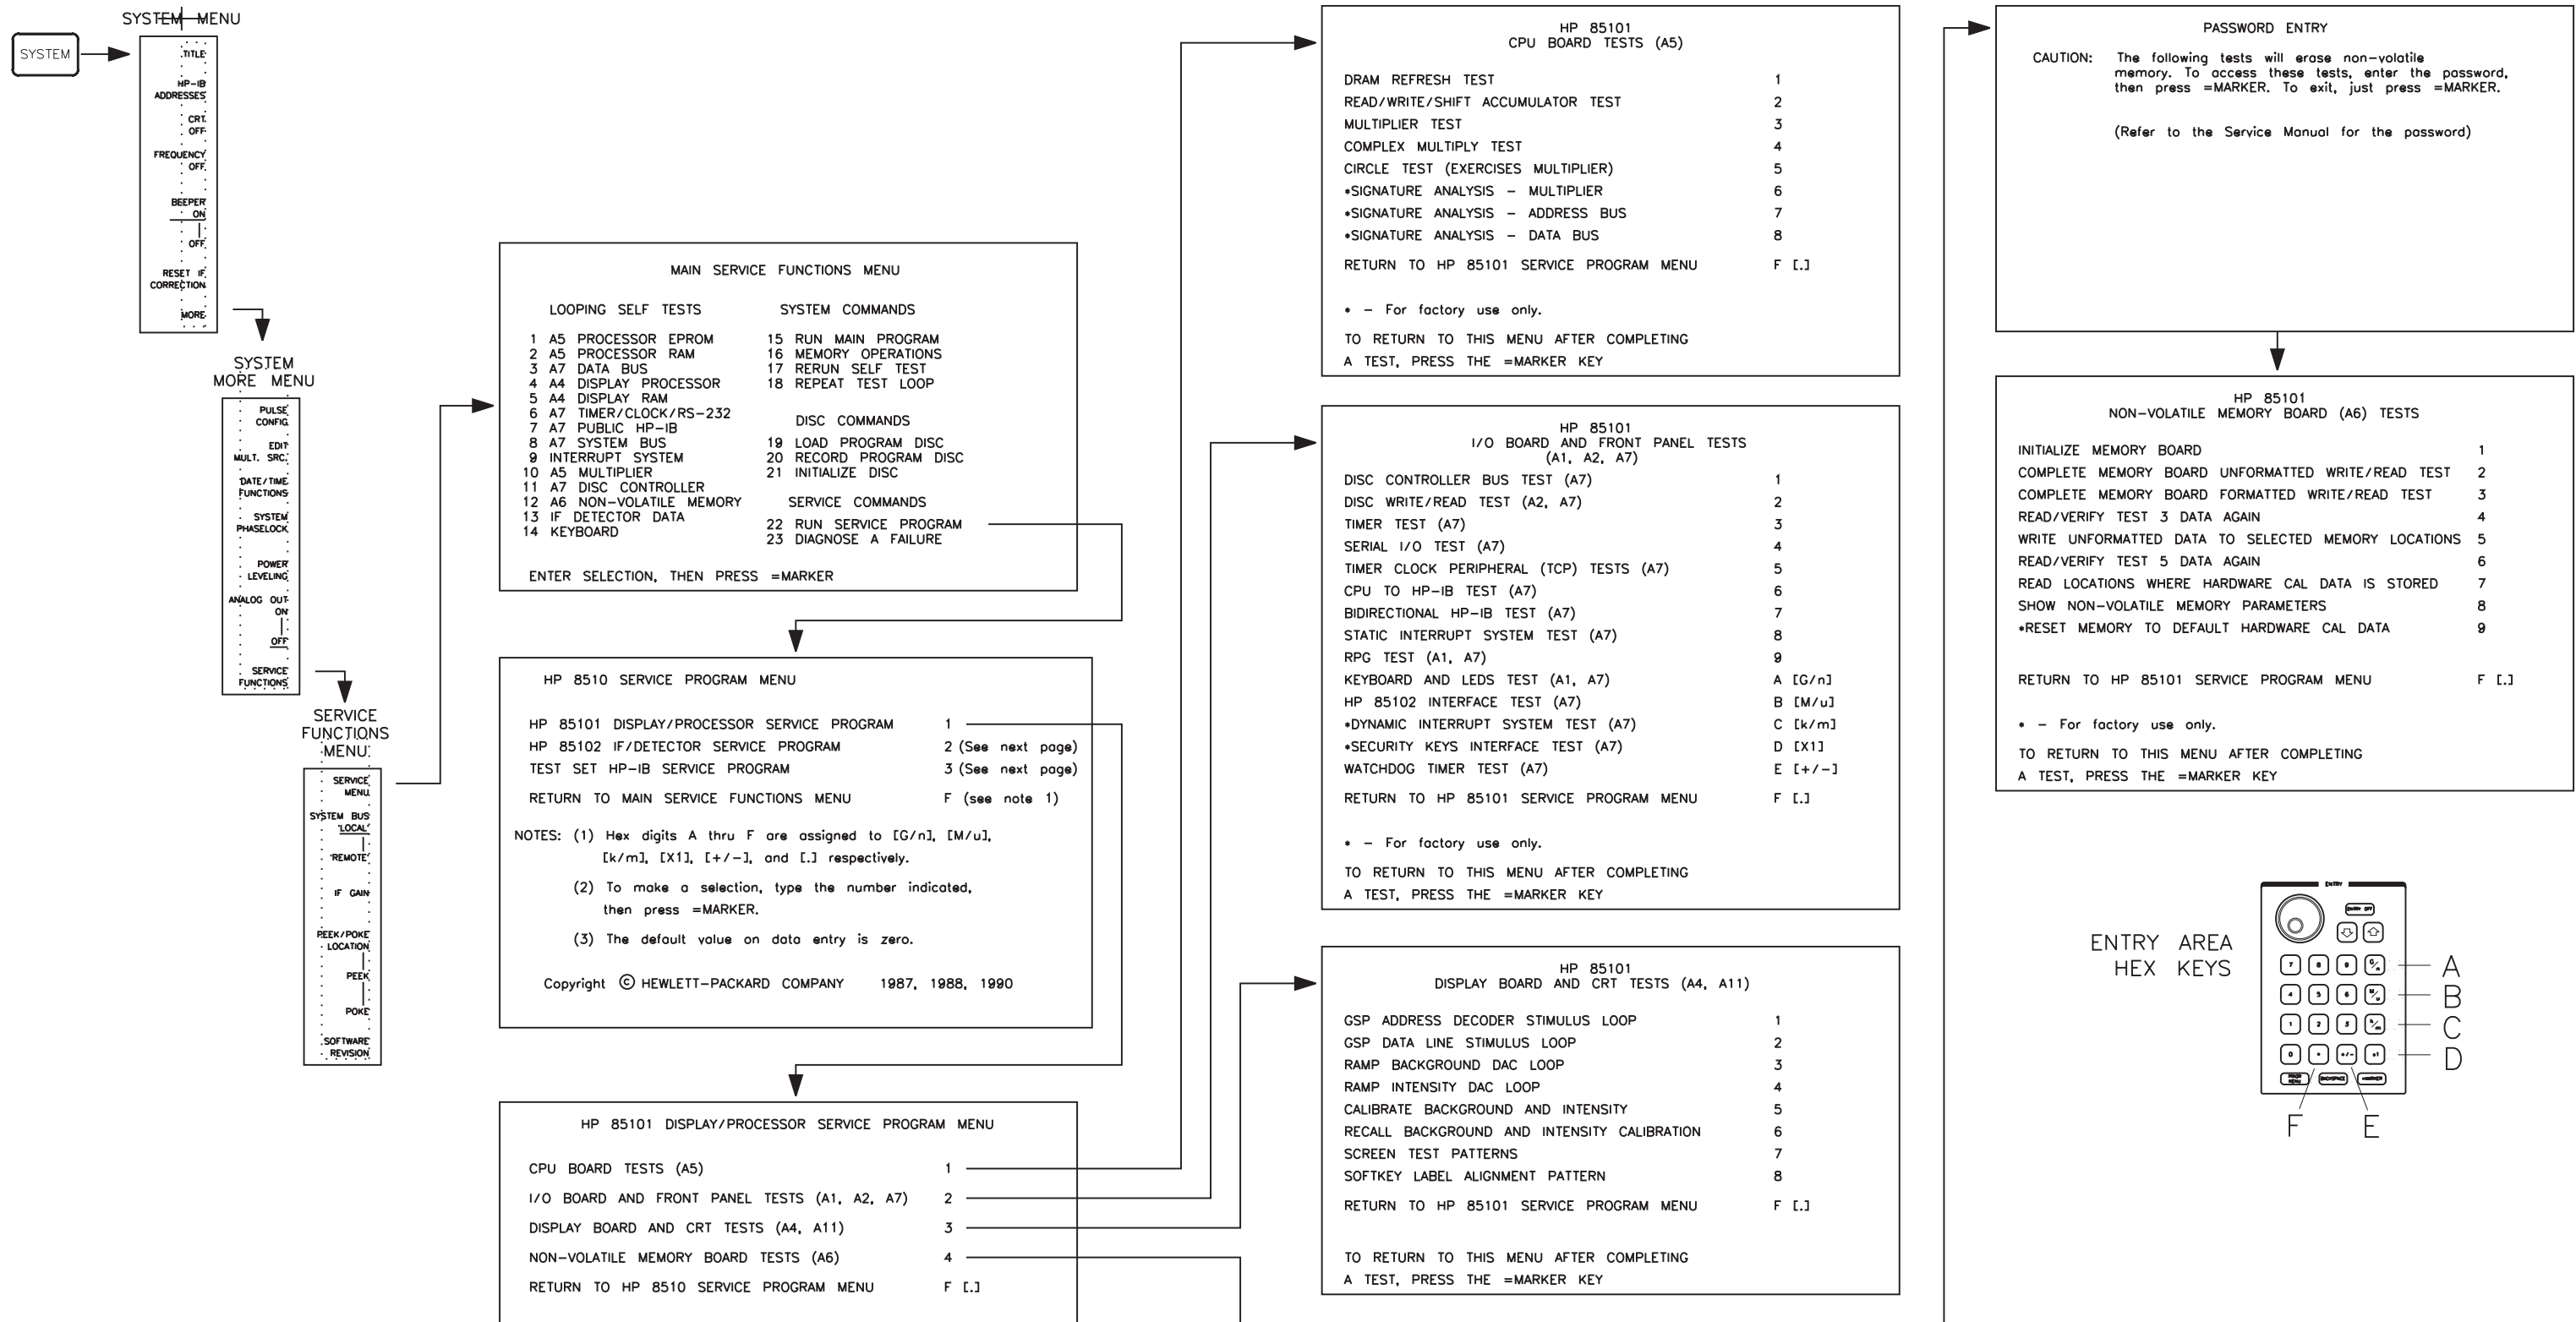 SYSTEM MENU
SYSTEM
TITLE
HP-IB
ADDRESSES
CRT
OFF
FREQUENCY
OFF
BEEPER
ON
OFF
RESET IF
CORRECTION
MORE
SYSTEM
MORE MENU
PULSE
CONFIG
EDIT
MULT. SRC.
DATE/TIME
FUNCTIONS
SYSTEM
PHASELOCK
POWER
LEVELING
ANALOG OUT
ON
OFF
SERVICE
FUNCTIONS
SERVICE
FUNCTIONS
MENU
SERVICE
MENU
SYSTEM BUS
'LOCAL'
'REMOTE'
IF GAIN
PEEK/POKE
LOCATION
PEEK
POKE
SOFTWARE
REVISION
MAIN SERVICE FUNCTIONS MENU
LOOPING SELF TESTS
1 A5 PROCESSOR EPROM
2 A5 PROCESSOR RAM
3 A7 DATA BUS
4 A4 DISPLAY PROCESSOR
5 A4 DISPLAY RAM
6 A7 TIMER/CLOCK/RS-232
7 A7 PUBLIC HP-IB
8 A7 SYSTEM BUS
9 INTERRUPT SYSTEM
10 A5 MULTIPLIER
11 A7 DISC CONTROLLER
12 A6 NON-VOLATILE MEMORY
13 IF DETECTOR DATA
14 KEYBOARD
SYSTEM COMMANDS
15 RUN MAIN PROGRAM
16 MEMORY OPERATIONS
17 RERUN SELF TEST
18 REPEAT TEST LOOP
DISC COMMANDS
19 LOAD PROGRAM DISC
20 RECORD PROGRAM DISC
21 INITIALIZE DISC
SERVICE COMMANDS
22 RUN SERVICE PROGRAM
23 DIAGNOSE A FAILURE
ENTER SELECTION, THEN PRESS =MARKER
HP 8510 SERVICE PROGRAM MENU
HP 85101 DISPLAY/PROCESSOR SERVICE PROGRAM 1
HP 85102 IF/DETECTOR SERVICE PROGRAM 2 (See next page)
TEST SET HP-IB SERVICE PROGRAM 3 (See next page)
RETURN TO MAIN SERVICE FUNCTIONS MENU F (see note 1)
NOTES: (1) Hex digits A thru F are assigned to [G/n], [M/u],
[k/m], [X1], [+/-], and [.] respectively.
(2) To make a selection, type the number indicated,
then press =MARKER.
(3) The default value on data entry is zero.
Copyright © HEWLETT-PACKARD COMPANY 1987, 1988, 1990
HP 85101 DISPLAY/PROCESSOR SERVICE PROGRAM MENU
CPU BOARD TESTS (A5) 1
I/O BOARD AND FRONT PANEL TESTS (A1, A2, A7) 2
DISPLAY BOARD AND CRT TESTS (A4, A11) 3
NON-VOLATILE MEMORY BOARD TESTS (A6) 4
RETURN TO HP 8510 SERVICE PROGRAM MENU F [.]
HP 85101
CPU BOARD TESTS (A5)
DRAM REFRESH TEST 1
READ/WRITE/SHIFT ACCUMULATOR TEST 2
MULTIPLIER TEST 3
COMPLEX MULTIPLY TEST 4
CIRCLE TEST (EXERCISES MULTIPLIER) 5
*SIGNATURE ANALYSIS - MULTIPLIER 6
*SIGNATURE ANALYSIS - ADDRESS BUS 7
*SIGNATURE ANALYSIS - DATA BUS 8
RETURN TO HP 85101 SERVICE PROGRAM MENU F [.]
* - For factory use only.
TO RETURN TO THIS MENU AFTER COMPLETING
A TEST, PRESS THE =MARKER KEY
HP 85101
I/O BOARD AND FRONT PANEL TESTS
(A1, A2, A7)
DISC CONTROLLER BUS TEST (A7) 1
DISC WRITE/READ TEST (A2, A7) 2
TIMER TEST (A7) 3
SERIAL I/O TEST (A7) 4
TIMER CLOCK PERIPHERAL (TCP) TESTS (A7) 5
CPU TO HP-IB TEST (A7) 6
BIDIRECTIONAL HP-IB TEST (A7) 7
STATIC INTERRUPT SYSTEM TEST (A7) 8
RPG TEST (A1, A7) 9
KEYBOARD AND LEDS TEST (A1, A7) A [G/n]
HP 85102 INTERFACE TEST (A7) B [M/u]
*DYNAMIC INTERRUPT SYSTEM TEST (A7) C [k/m]
*SECURITY KEYS INTERFACE TEST (A7) D [X1]
WATCHDOG TIMER TEST (A7) E [+/-]
RETURN TO HP 85101 SERVICE PROGRAM MENU F [.]
* - For factory use only.
TO RETURN TO THIS MENU AFTER COMPLETING
A TEST, PRESS THE =MARKER KEY
HP 85101
DISPLAY BOARD AND CRT TESTS (A4, A11)
GSP ADDRESS DECODER STIMULUS LOOP 1
GSP DATA LINE STIMULUS LOOP 2
RAMP BACKGROUND DAC LOOP 3
RAMP INTENSITY DAC LOOP 4
CALIBRATE BACKGROUND AND INTENSITY 5
RECALL BACKGROUND AND INTENSITY CALIBRATION 6
SCREEN TEST PATTERNS 7
SOFTKEY LABEL ALIGNMENT PATTERN 8
RETURN TO HP 85101 SERVICE PROGRAM MENU F [.]
TO RETURN TO THIS MENU AFTER COMPLETING
A TEST, PRESS THE =MARKER KEY
PASSWORD ENTRY
CAUTION: The following tests will erase non-volatile
memory. To access these tests, enter the password,
then press =MARKER. To exit, just press =MARKER.
(Refer to the Service Manual for the password)
HP 85101
NON-VOLATILE MEMORY BOARD (A6) TESTS
INITIALIZE MEMORY BOARD 1
COMPLETE MEMORY BOARD UNFORMATTED WRITE/READ TEST 2
COMPLETE MEMORY BOARD FORMATTED WRITE/READ TEST 3
READ/VERIFY TEST 3 DATA AGAIN 4
WRITE UNFORMATTED DATA TO SELECTED MEMORY LOCATIONS 5
READ/VERIFY TEST 5 DATA AGAIN 6
READ LOCATIONS WHERE HARDWARE CAL DATA IS STORED 7
SHOW NON-VOLATILE MEMORY PARAMETERS 8
*RESET MEMORY TO DEFAULT HARDWARE CAL DATA 9
RETURN TO HP 85101 SERVICE PROGRAM MENU F [.]
* - For factory use only.
TO RETURN TO THIS MENU AFTER COMPLETING
A TEST, PRESS THE =MARKER KEY
ENTRY AREA
HEX KEYS
ENTRY
ENTRY OFF
7 8 9 G/n A
4 5 6 M/u B
1 2 3 k/m C
0 . +/- x1 D
BACKSPACE =MARKER
F E